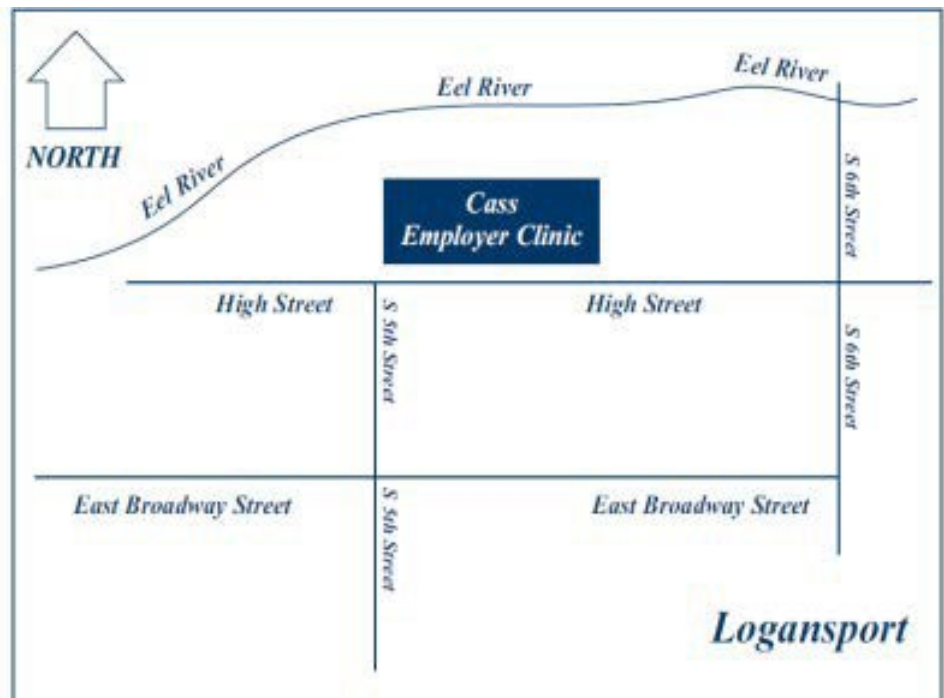 Eel River
Eel River
NORTH
Eel River
S 6th Street
Cass
Employer Clinic
High Street
High Street
S 5th Street
S 6th Street
East Broadway Street
S 5th Street
East Broadway Street
Logansport